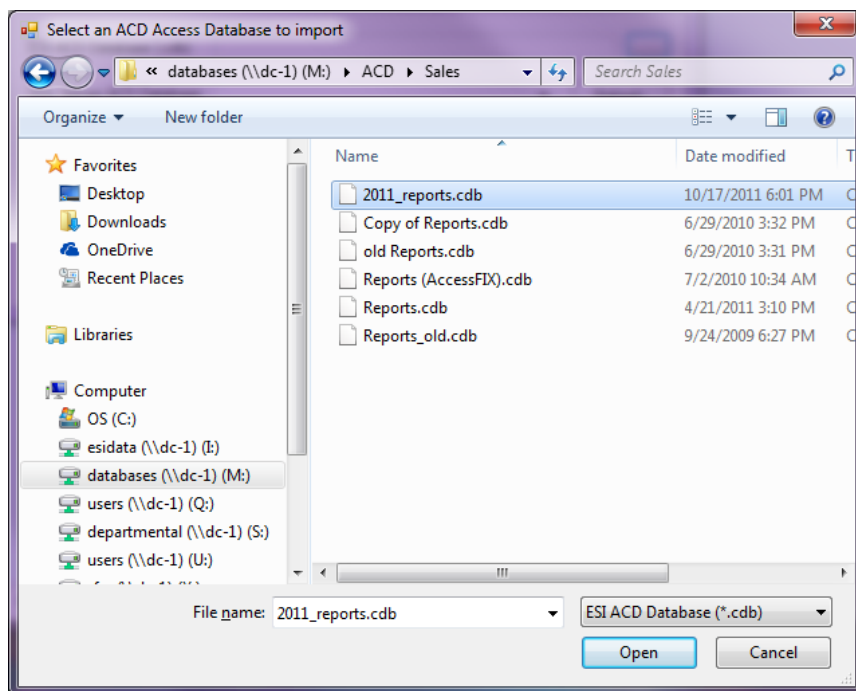 Select an ACD Access Database to import
« databases (\\dc-1) (M:) ▸ ACD ▸ Sales
Search Sales
Organize
New folder
Favorites
Desktop
Downloads
OneDrive
Recent Places
Libraries
Computer
OS (C:)
esidata (\\dc-1) (I:)
databases (\\dc-1) (M:)
users (\\dc-1) (Q:)
departmental (\\dc-1) (S:)
users (\\dc-1) (U:)
Name Date modified T
2011_reports.cdb 10/17/2011 6:01 PM C
Copy of Reports.cdb 6/29/2010 3:32 PM C
old Reports.cdb 6/29/2010 3:31 PM C
Reports (AccessFIX).cdb 7/2/2010 10:34 AM C
Reports.cdb 4/21/2011 3:10 PM C
Reports_old.cdb 9/24/2009 6:27 PM C
File name: 2011_reports.cdb
ESI ACD Database (*.cdb)
Open
Cancel